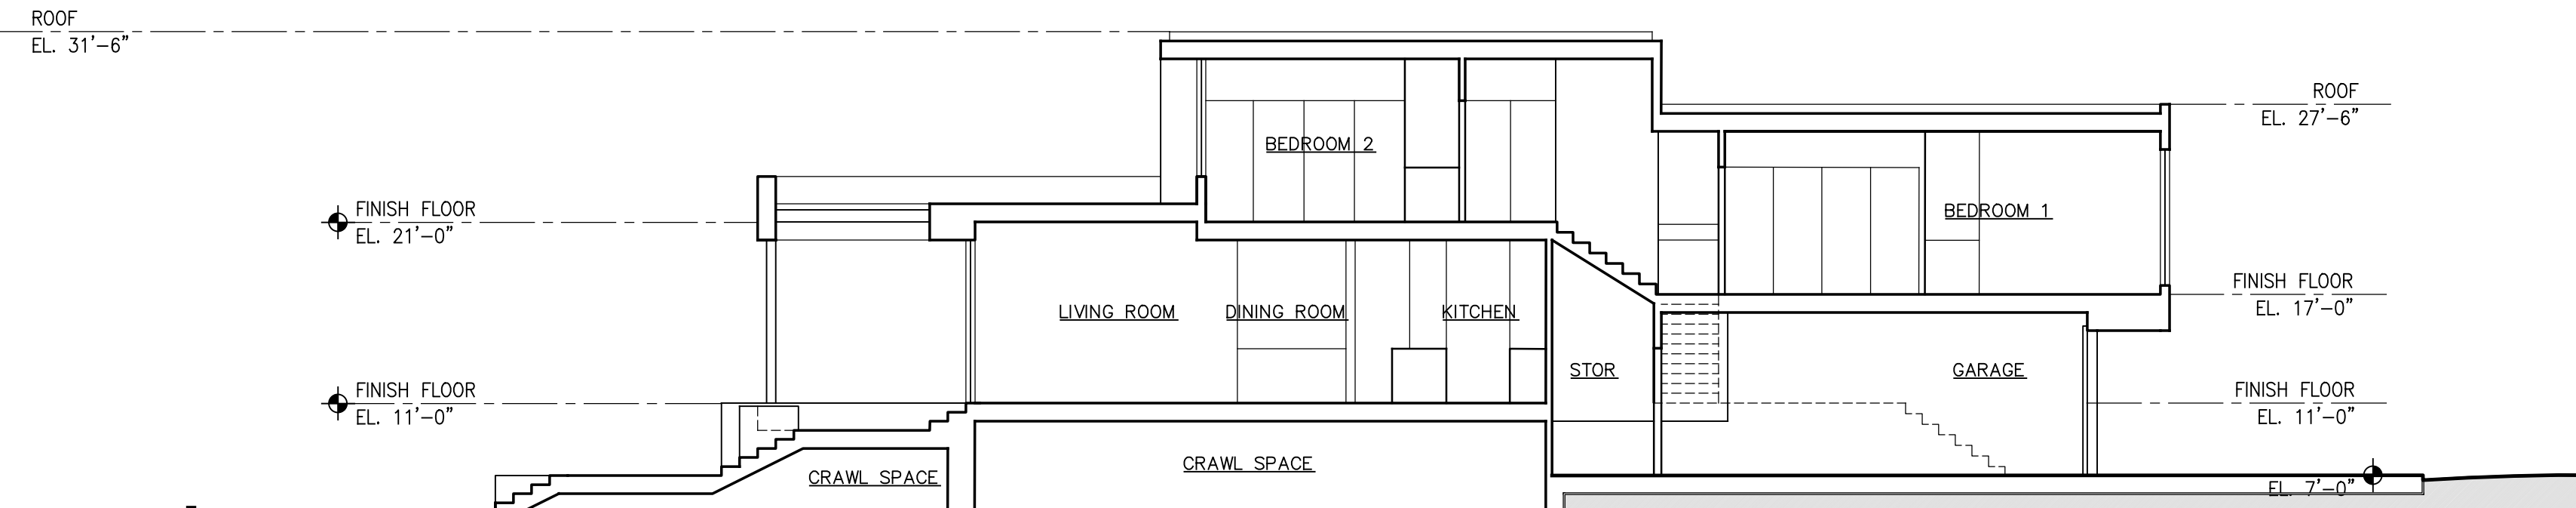 ROOF
EL. 31'-6"
ROOF
EL. 27'-6"
BEDROOM 2
FINISH FLOOR
EL. 21'-0"
BEDROOM 1
FINISH FLOOR
EL. 17'-0"
LIVING ROOM
DINING ROOM
KITCHEN
STOR
GARAGE
FINISH FLOOR
EL. 11'-0"
FINISH FLOOR
EL. 11'-0"
CRAWL SPACE
CRAWL SPACE
EL. 7'-0"